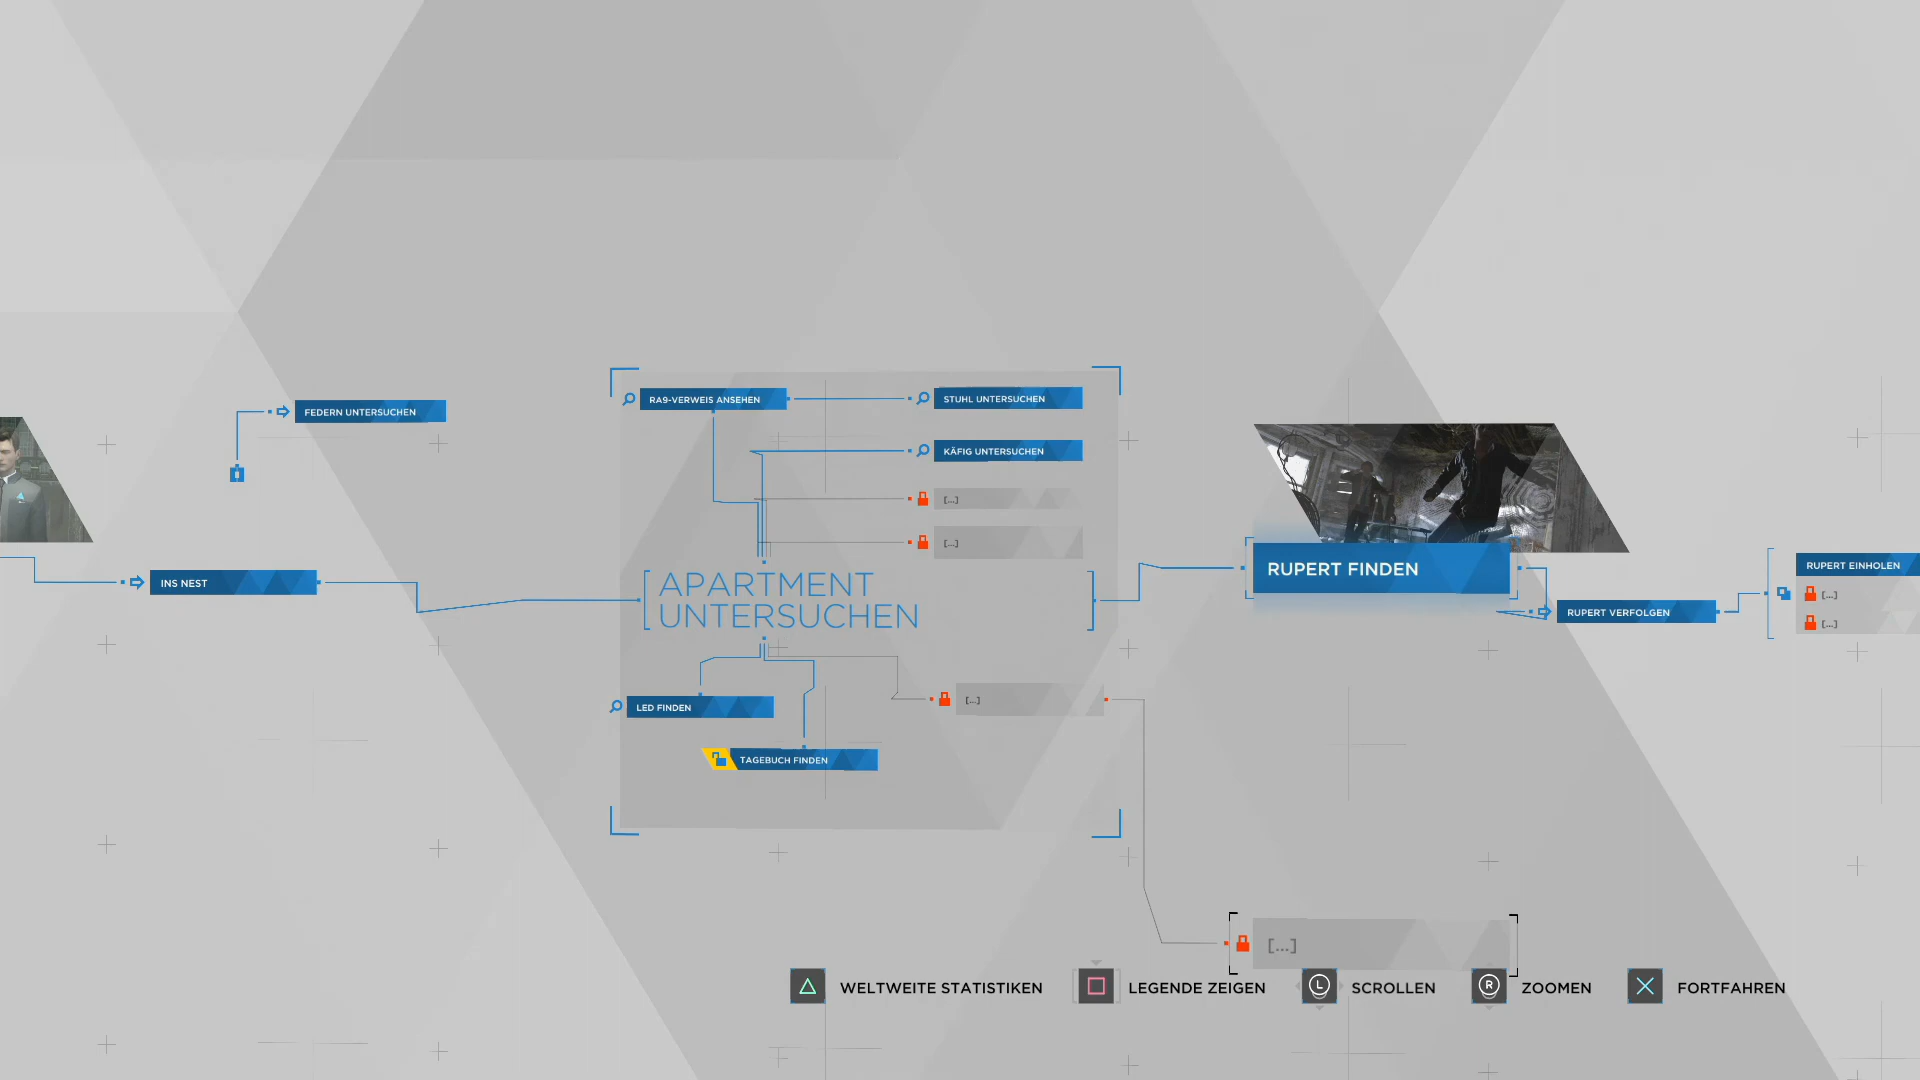 FEDERN UNTERSUCHEN
INS NEST
RA9-VERWEIS ANSEHEN
STUHL UNTERSUCHEN
KÄFIG UNTERSUCHEN
[...]
[...]
APARTMENT
UNTERSUCHEN
LED FINDEN
[...]
TAGEBUCH FINDEN
RUPERT FINDEN
RUPERT VERFOLGEN
RUPERT EINHOLEN
[...]
[...]
[...]
WELTWEITE STATISTIKEN
LEGENDE ZEIGEN
L
SCROLLEN
R
ZOOMEN
FORTFAHREN